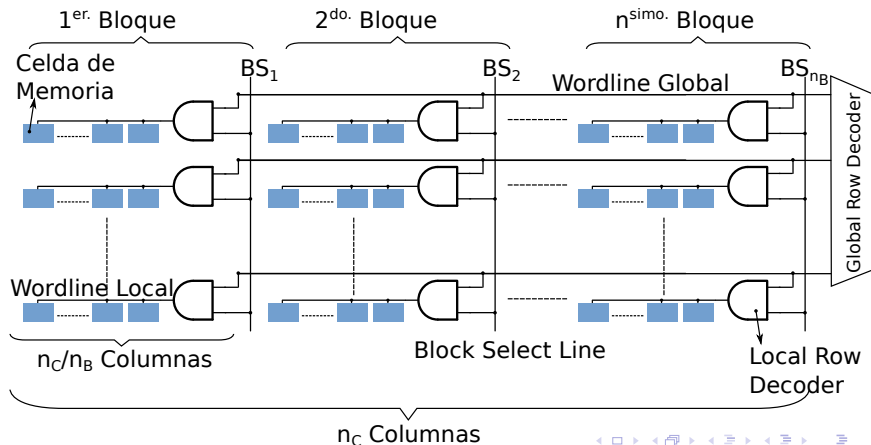 1er. Bloque
2do. Bloque
nsimo. Bloque
Celda de
Memoria
BS1
BS2
BSnB
Wordline Global
Global Row Decoder
Wordline Local
nC/nB Columnas
Block Select Line
Local Row
Decoder
nC Columnas